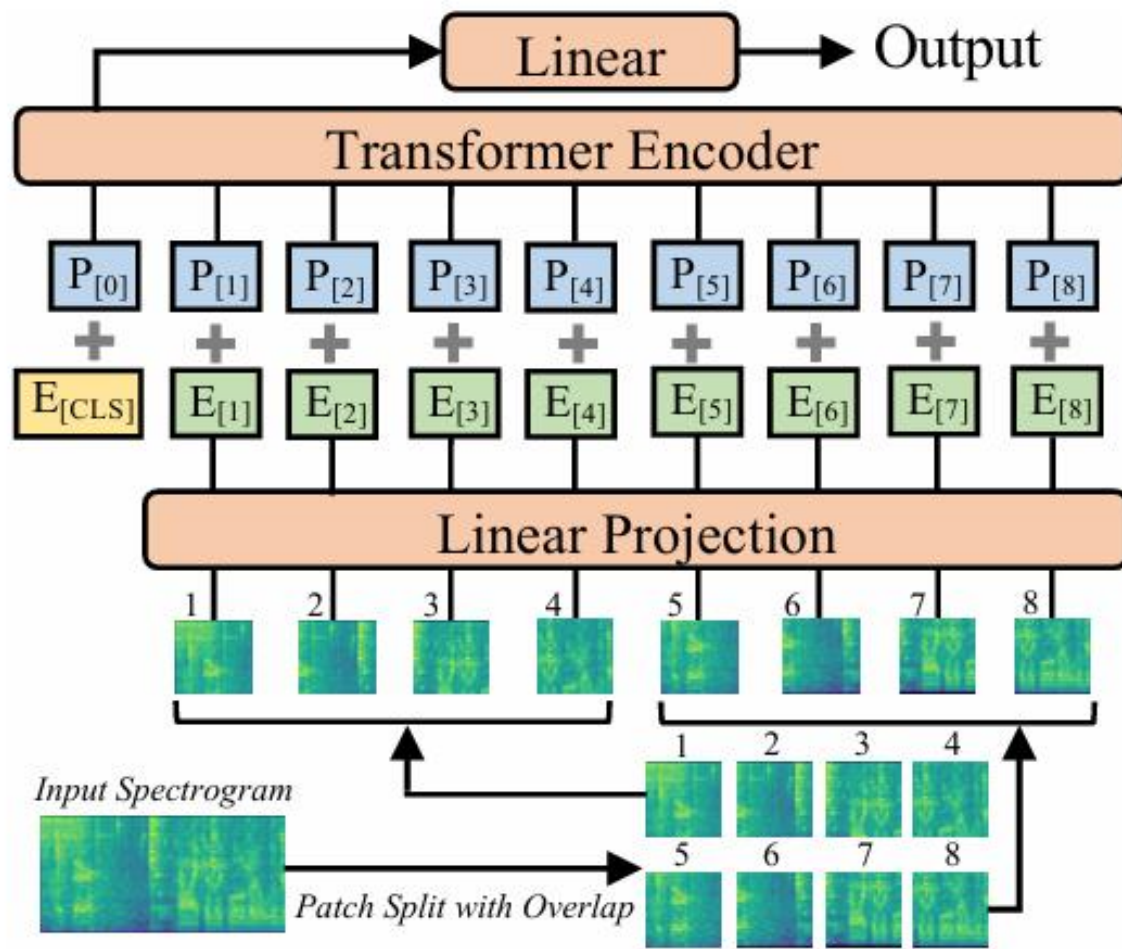 Linear
Output
Transformer Encoder
P[0] P[1] P[2] P[3] P[4] P[5] P[6] P[7] P[8]
+ + + + + + + + +
E[CLS] E[1] E[2] E[3] E[4] E[5] E[6] E[7] E[8]
Linear Projection
1 2 3 4 5 6 7 8
1 2 3 4
Input Spectrogram
5 6 7 8
Patch Split with Overlap